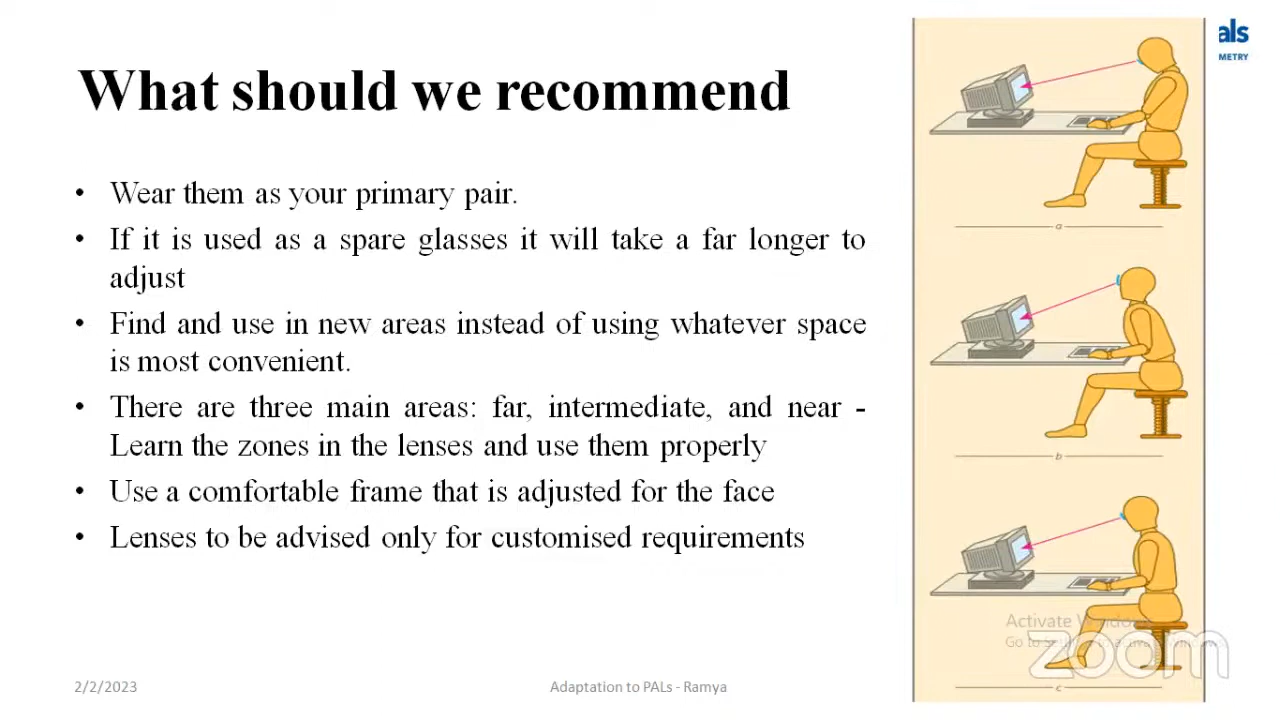 als
METRY
What should we recommend
• Wear them as your primary pair.
• If it is used as a spare glasses it will take a far longer to
adjust
• Find and use in new areas instead of using whatever space
is most convenient.
• There are three main areas: far, intermediate, and near -
Learn the zones in the lenses and use them properly
• Use a comfortable frame that is adjusted for the face
• Lenses to be advised only for customised requirements
a
b
c
Activate Windows
Go to
zoom
2/2/2023
Adaptation to PALs - Ramya